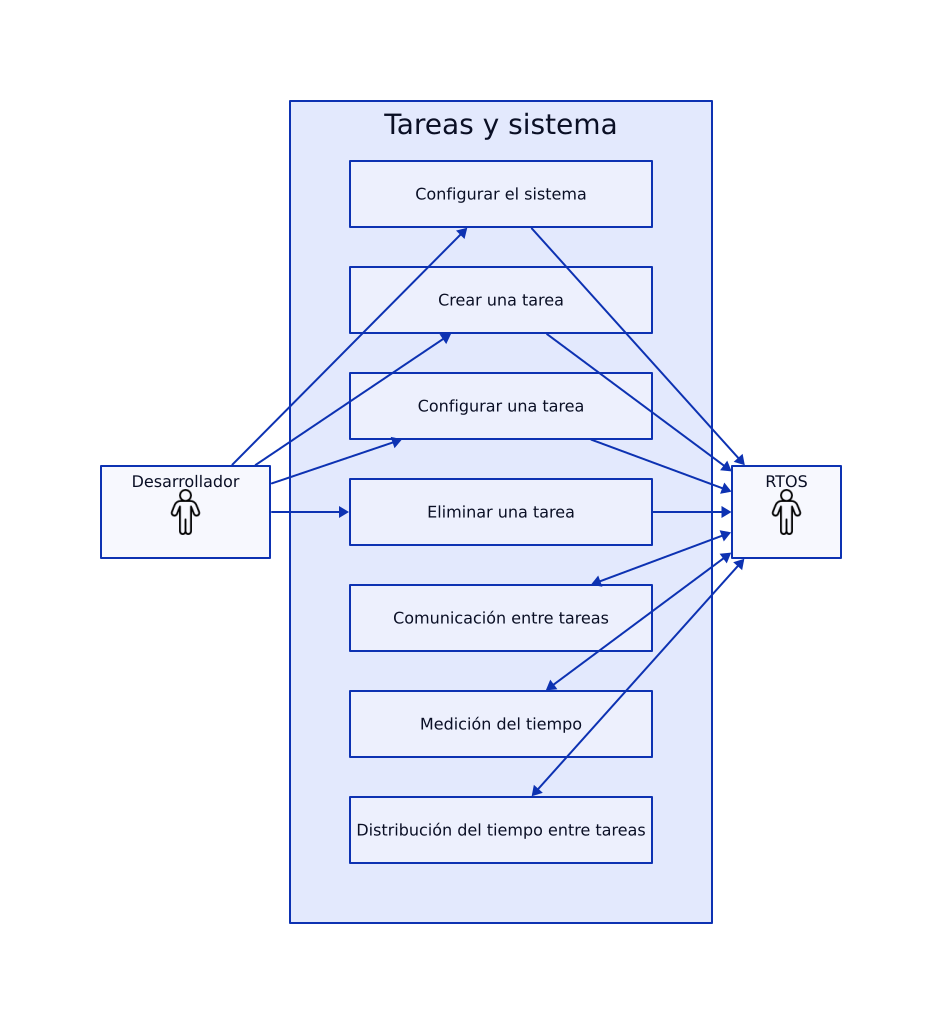 Tareas y sistema
Configurar el sistema
Crear una tarea
Configurar una tarea
Desarrollador
RTOS
Eliminar una tarea
Comunicación entre tareas
Medición del tiempo
Distribución del tiempo entre tareas